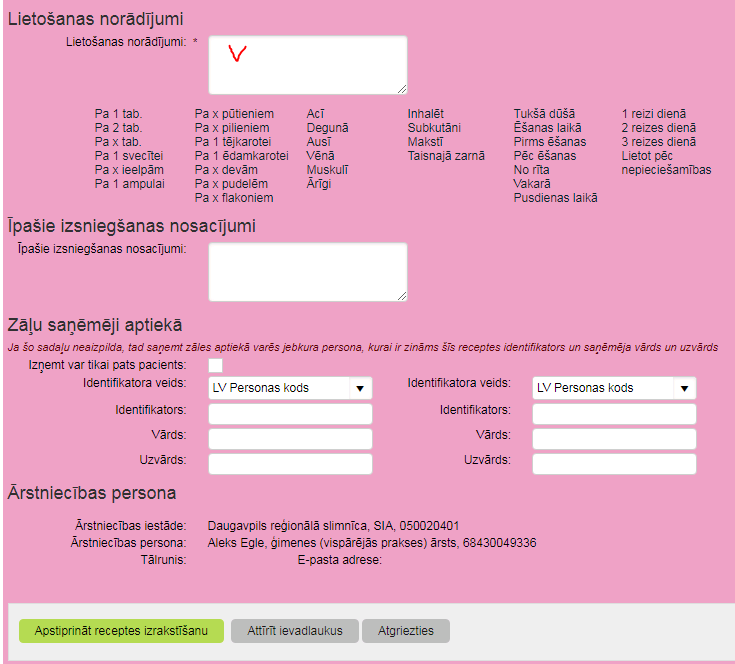 Lietošanas norādījumi
Lietošanas norādījumi: *
V
Pa 1 tab.
Pa 2 tab.
Pa x tab.
Pa 1 svecītei
Pa x ieelpām
Pa 1 ampulai
Pa x pūtieniem
Pa x pilieniem
Pa 1 tējkarotei
Pa 1 ēdamkarotei
Pa x devām
Pa x pudelēm
Pa x flakoniem
Acī
Degunā
Ausī
Vēnā
Muskulī
Ārīgi
Inhalēt
Subkutāni
Makstī
Taisnajā zarnā
Tukšā dūšā
Ēšanas laikā
Pirms ēšanas
Pēc ēšanas
No rīta
Vakarā
Pusdienas laikā
1 reizi dienā
2 reizes dienā
3 reizes dienā
Lietot pēc
nepieciešamības
Īpašie izsniegšanas nosacījumi
Īpašie izsniegšanas nosacījumi:
Zāļu saņēmēji aptiekā
Ja šo sadaļu neaizpilda, tad saņemt zāles aptiekā varēs jebkura persona, kurai ir zināms šīs receptes identifikators un saņēmēja vārds un uzvārds
Izņemt var tikai pats pacients:
Identifikatora veids: LV Personas kods
Identifikatora veids: LV Personas kods
Identifikators:
Identifikators:
Vārds:
Vārds:
Uzvārds:
Uzvārds:
Ārstniecības persona
Ārstniecības iestāde: Daugavpils reģionālā slimnīca, SIA, 050020401
Ārstniecības persona: Aleks Egle, ģimenes (vispārējās prakses) ārsts, 68430049336
Tālrunis: E-pasta adrese:
Apstiprināt receptes izrakstīšanu Attīrīt ievadlaukus Atgriezties